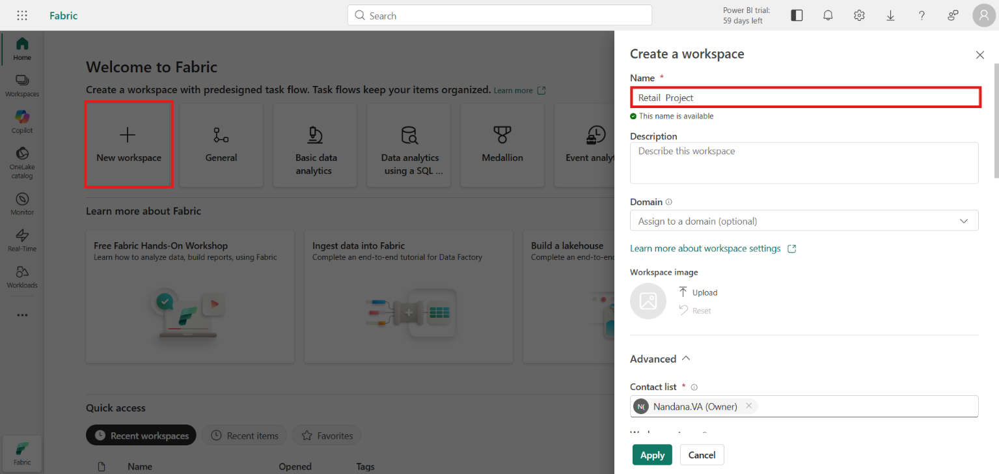 Fabric
Search
Power BI trial:
59 days left
Home
Workspaces
Copilot
OneLake
catalog
Monitor
Real-Time
Workloads
Fabric
Welcome to Fabric
Create a workspace with predesigned task flow. Task flows keep your items organized. Learn more
New workspace
General
Basic data
analytics
Data analytics
using a SQL ...
Medallion
Event analyt
Learn more about Fabric
Free Fabric Hands-On Workshop
Learn how to analyze data, build reports, using Fabric
Ingest data into Fabric
Complete an end-to-end tutorial for Data Factory
Build a lakehouse
Complete an end-to-en
Quick access
Recent workspaces
Recent items
Favorites
Name
Opened
Tags
Create a workspace
Name *
Retail  Project
This name is available
Description
Describe this workspace
Domain
Assign to a domain (optional)
Learn more about workspace settings
Workspace image
Upload
Reset
Advanced
Contact list *
N( Nandana.VA (Owner)
Apply
Cancel